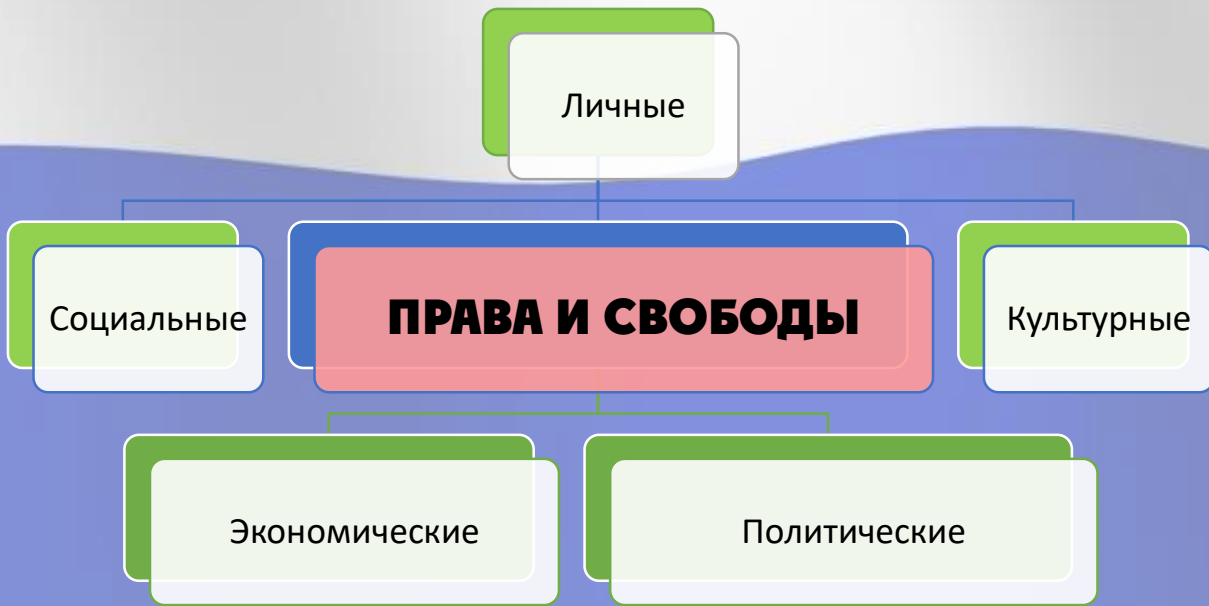 Личные
Социальные
ПРАВА И СВОБОДЫ
Культурные
Экономические
Политические